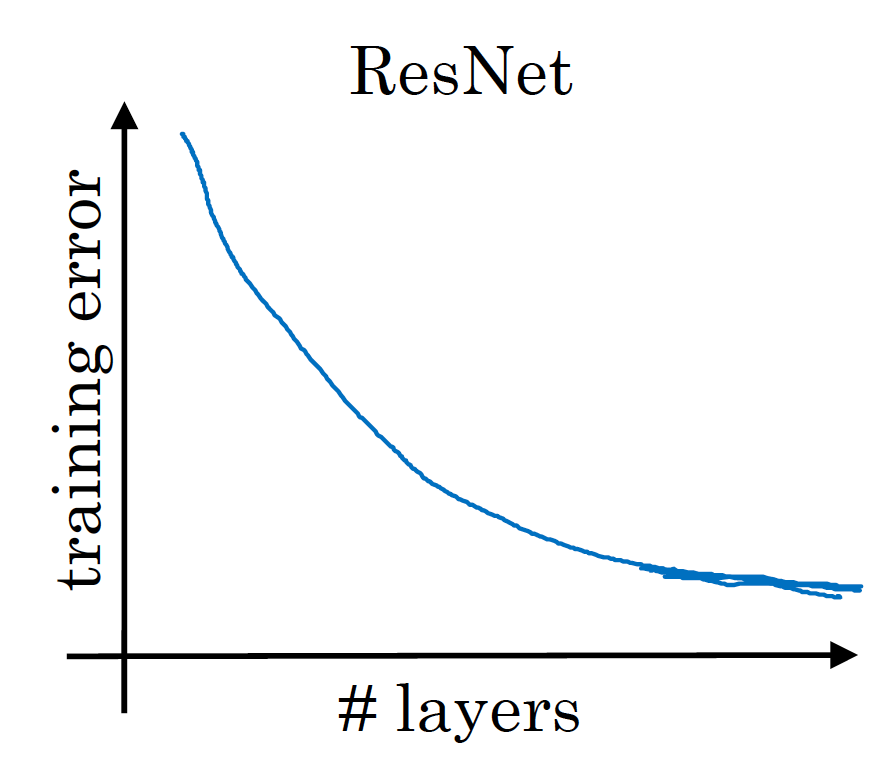 ResNet
training error
# layers